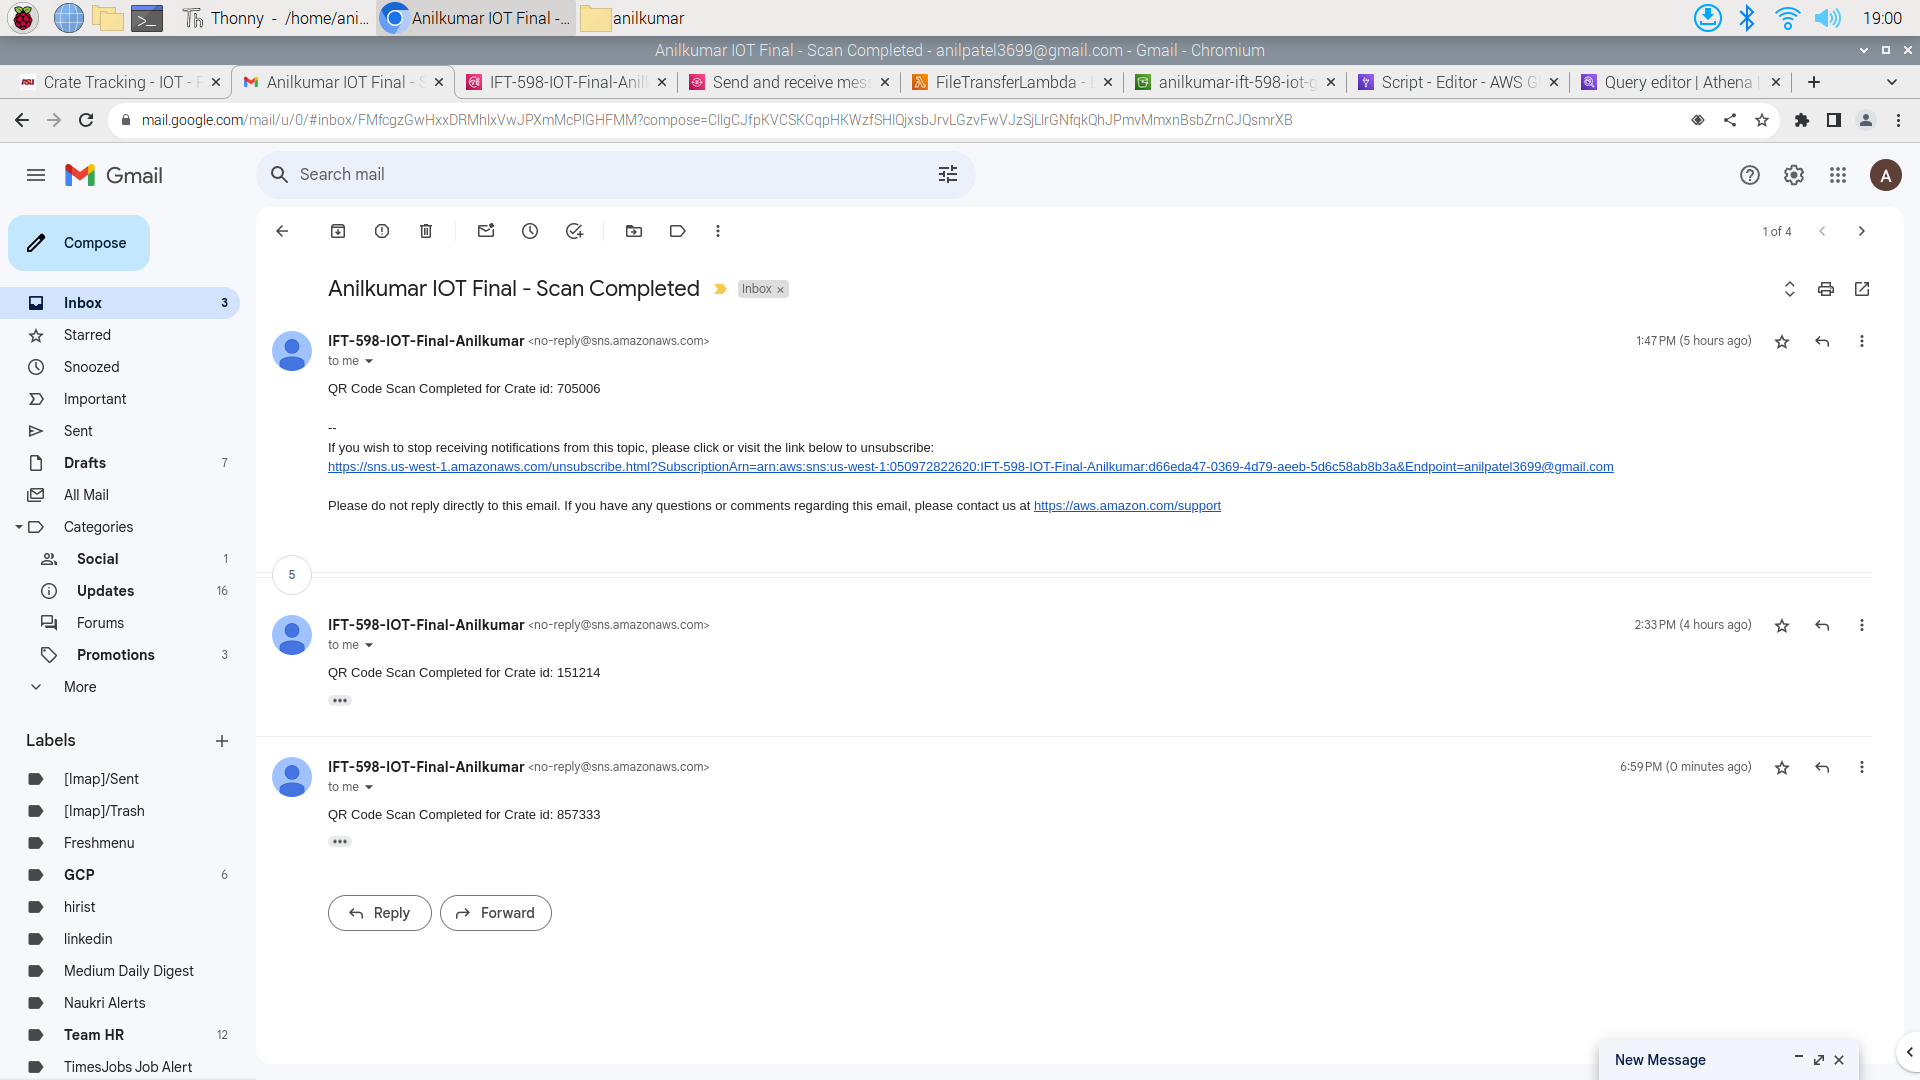 Thonny - /home/ani...
Anilkumar IOT Final -...
anilkumar
19:00
Anilkumar IOT Final - Scan Completed - anilpatel3699@gmail.com - Gmail - Chromium
Crate Tracking - IOT -
Anilkumar IOT Final -
IFT-598-IOT-Final-Anil
Send and receive mes
FileTransferLambda -
anilkumar-ift-598-iot-
Script - Editor - AWS
Query editor | Athena
Gmail
Search mail
A
Compose
1 of 4
Inbox 3
Starred
Snoozed
Important
Sent
Drafts 7
All Mail
Categories
Social 1
Updates 16
Forums
Promotions 3
More
Labels
[Imap]/Sent
[Imap]/Trash
Freshmenu
GCP 6
hirist
linkedin
Medium Daily Digest
Naukri Alerts
Team HR 12
TimesJobs Job Alert
Anilkumar IOT Final - Scan Completed
Inbox
IFT-598-IOT-Final-Anilkumar <no-reply@sns.amazonaws.com>
1:47 PM (5 hours ago)
to me
QR Code Scan Completed for Crate id: 705006
--
If you wish to stop receiving notifications from this topic, please click or visit the link below to unsubscribe:
https://sns.us-west-1.amazonaws.com/unsubscribe.html?SubscriptionArn=arn:aws:sns:us-west-1:050972822620:IFT-598-IOT-Final-Anilkumar:d66eda47-0369-4d79-aeeb-5d6c58ab8b3a&Endpoint=anilpatel3699@gmail.com
Please do not reply directly to this email. If you have any questions or comments regarding this email, please contact us at https://aws.amazon.com/support
5
IFT-598-IOT-Final-Anilkumar <no-reply@sns.amazonaws.com>
2:33 PM (4 hours ago)
to me
QR Code Scan Completed for Crate id: 151214
IFT-598-IOT-Final-Anilkumar <no-reply@sns.amazonaws.com>
6:59 PM (0 minutes ago)
to me
QR Code Scan Completed for Crate id: 857333
Reply
Forward
New Message